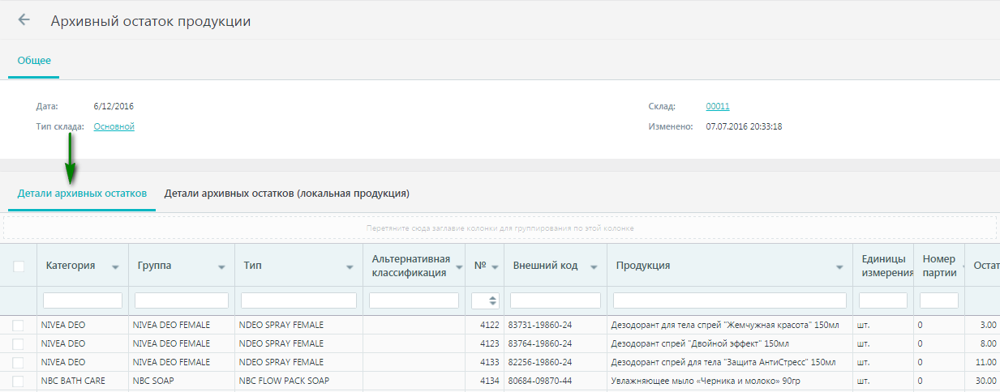 Архивный остаток продукции
Общее
Дата: 6/12/2016 Склад: 00011
Тип склада: Основной Изменено: 07.07.2016 20:33:18
Детали архивных остатков Детали архивных остатков (локальная продукция)
Перетяните сюда заглавие колонки для группирования по этой колонке
Категория Группа Тип Альтернативная классификация № Внешний код Продукция Единицы измерения Номер партии Остат
NIVEA DEO NIVEA DEO FEMALE NDEO SPRAY FEMALE 4122 83731-19860-24 Дезодорант для тела спрей "Жемчужная красота" 150мл шт. 0 3.00
NIVEA DEO NIVEA DEO FEMALE NDEO SPRAY FEMALE 4123 83764-19860-24 Дезодорант спрей "Двойной эффект" 150мл шт. 0 8.00
NIVEA DEO NIVEA DEO FEMALE NDEO SPRAY FEMALE 4133 82256-19860-24 Дезодорант спрей для тела "Защита АнтиСтресс" 150мл шт. 0 11.00
NBC BATH CARE NBC SOAP NBC FLOW PACK SOAP 4134 80684-09870-44 Увлажняющее мыло «Черника и молоко» 90гр шт. 0 30.00